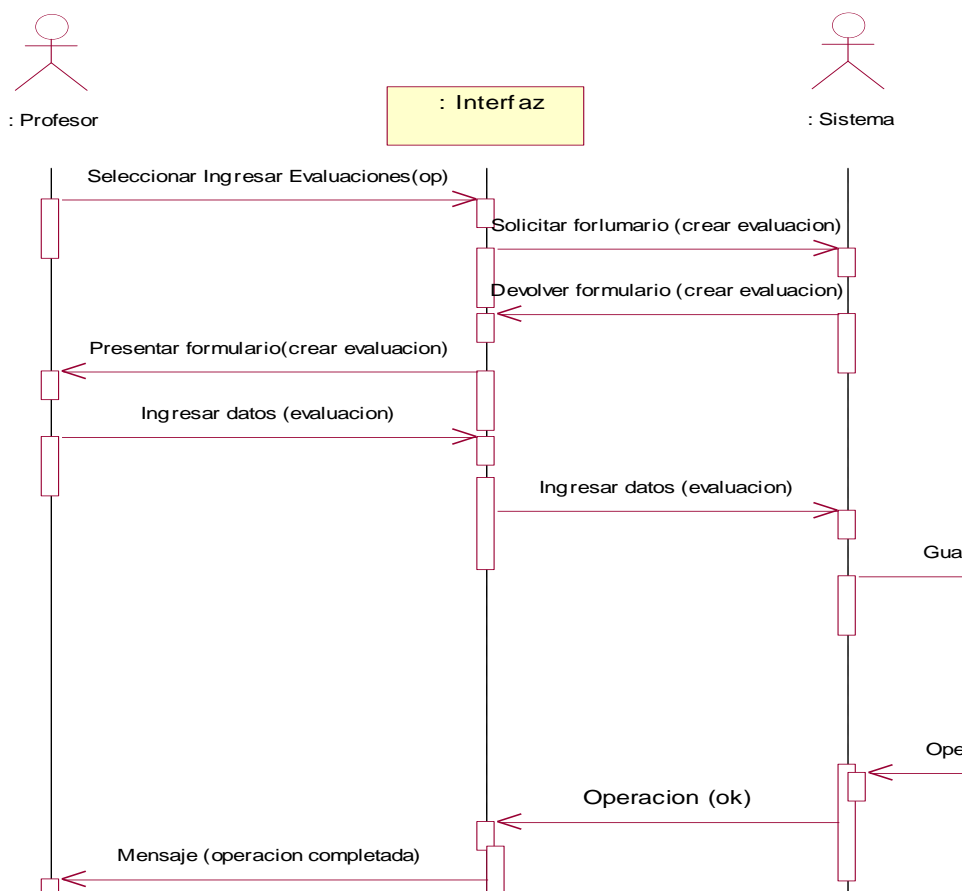 : Profesor
: Interfaz
: Sistema
Seleccionar Ingresar Evaluaciones(op)
Solicitar forlumario (crear evaluacion)
Devolver formulario (crear evaluacion)
Presentar formulario(crear evaluacion)
Ingresar datos (evaluacion)
Ingresar datos (evaluacion)
Gua
Ope
Operacion (ok)
Mensaje (operacion completada)